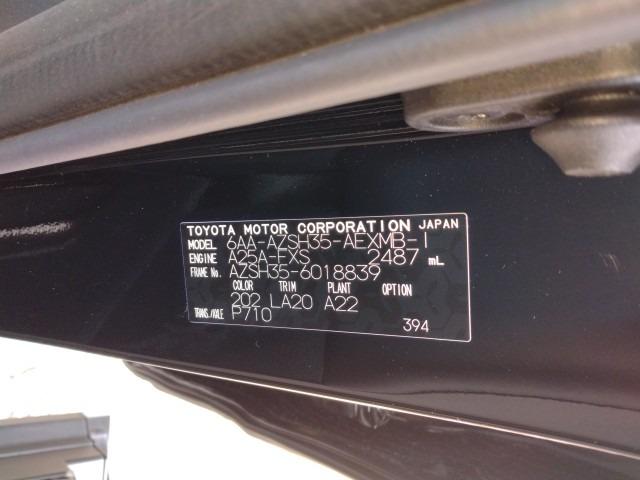 TOYOTA MOTOR CORPORATION JAPAN
MODEL 6AA-AZSH35-AEXMB-I
ENGINE A25A-FXS 2487 mL
FRAME No. AZSH35-6018839
COLOR TRIM PLANT OPTION
202 LA20 A22
TRANS./AXLE P710
394